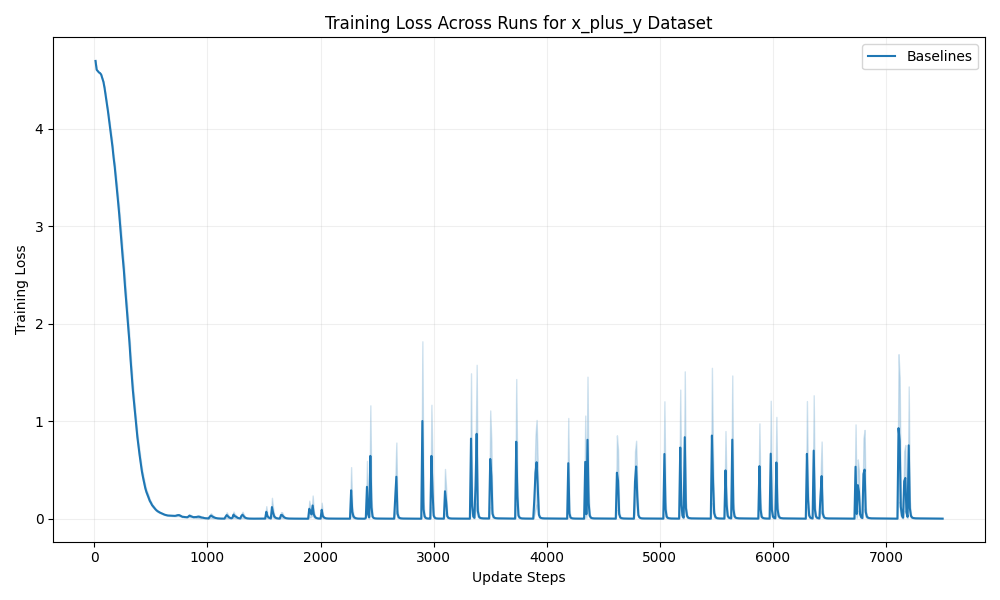 Training Loss Across Runs for x_plus_y Dataset
Baselines
Training Loss
4
3
2
1
0
0 1000 2000 3000 4000 5000 6000 7000
Update Steps